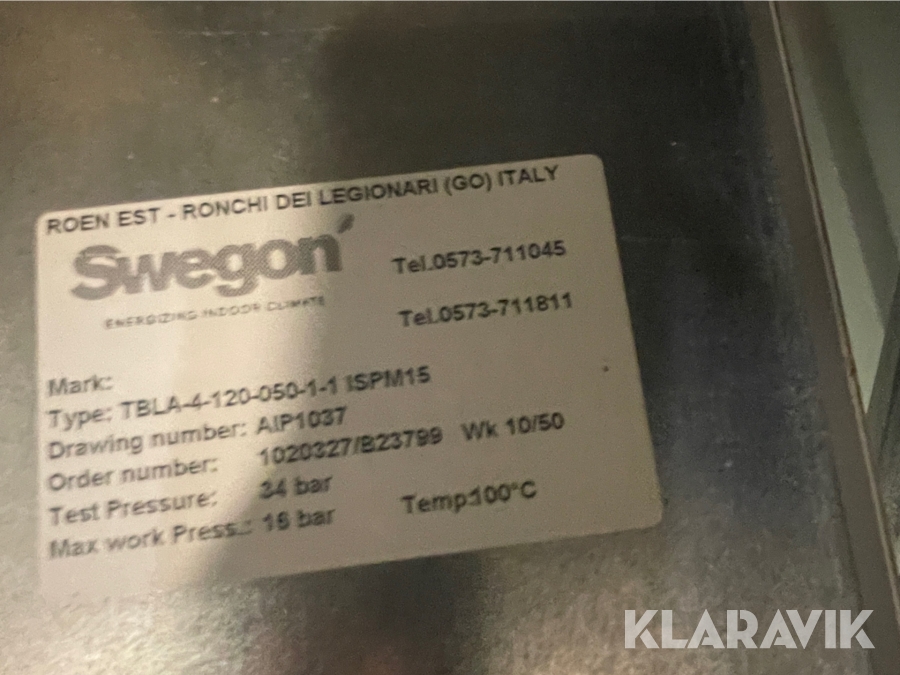 ROEN EST - RONCHI DEI LEGIONARI (GO) ITALY
Swegon
ENERGIZING INDOOR CLIMATE
Tel.0573-711045
Tel.0573-711811
Mark:
Type: TBLA-4-120-050-1-1 ISPM15
Drawing number: AIP1037
Order number: 1020327/B23799 Wk 10/50
Test Pressure: 34 bar
Max work Press.: 16 bar Temp:100°C
KLARAVIK